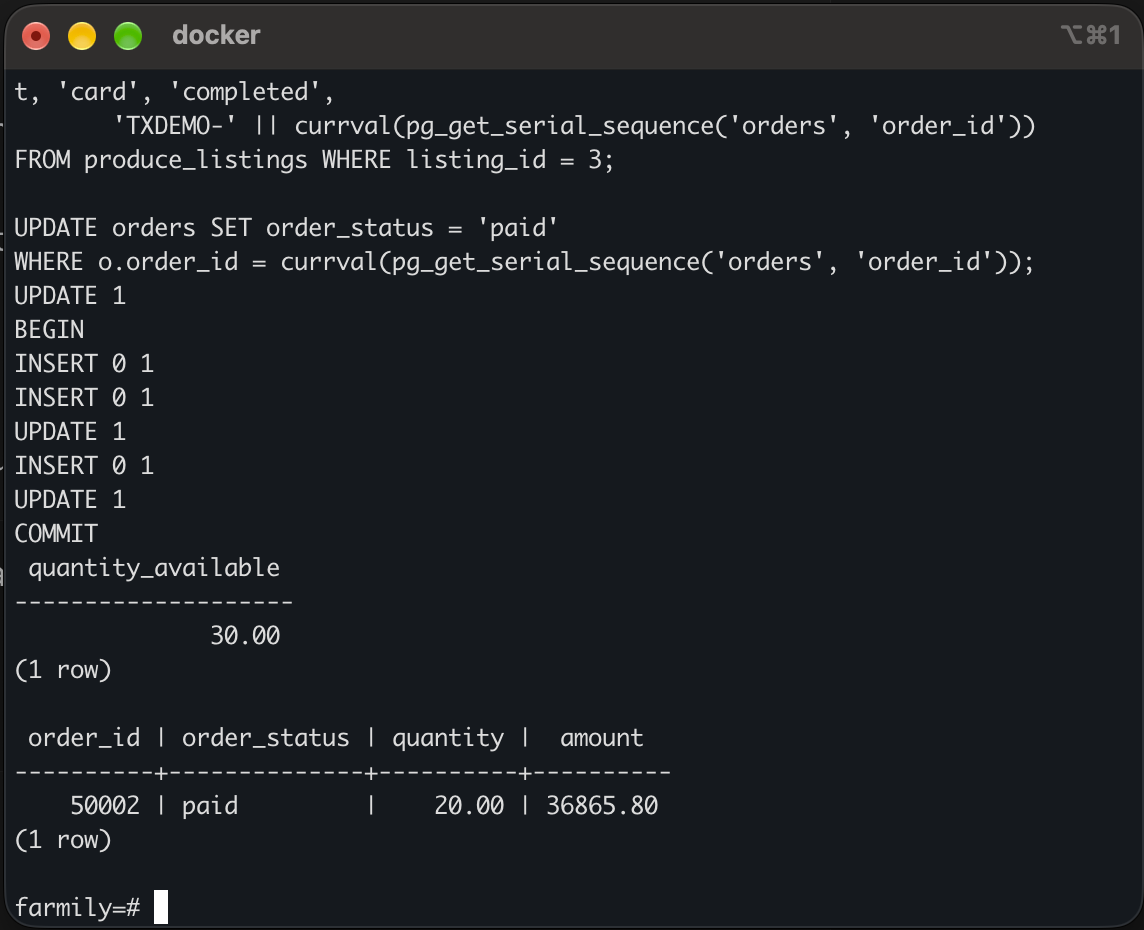 docker
⌥⌘1
t, 'card', 'completed',
       'TXDEMO-' || currval(pg_get_serial_sequence('orders', 'order_id'))
FROM produce_listings WHERE listing_id = 3;

UPDATE orders SET order_status = 'paid'
WHERE o.order_id = currval(pg_get_serial_sequence('orders', 'order_id'));
UPDATE 1
BEGIN
INSERT 0 1
INSERT 0 1
UPDATE 1
INSERT 0 1
UPDATE 1
COMMIT
 quantity_available
--------------------
              30.00
(1 row)

 order_id | order_status | quantity |  amount
----------+--------------+----------+----------
    50002 | paid         |    20.00 | 36865.80
(1 row)

farmily=#